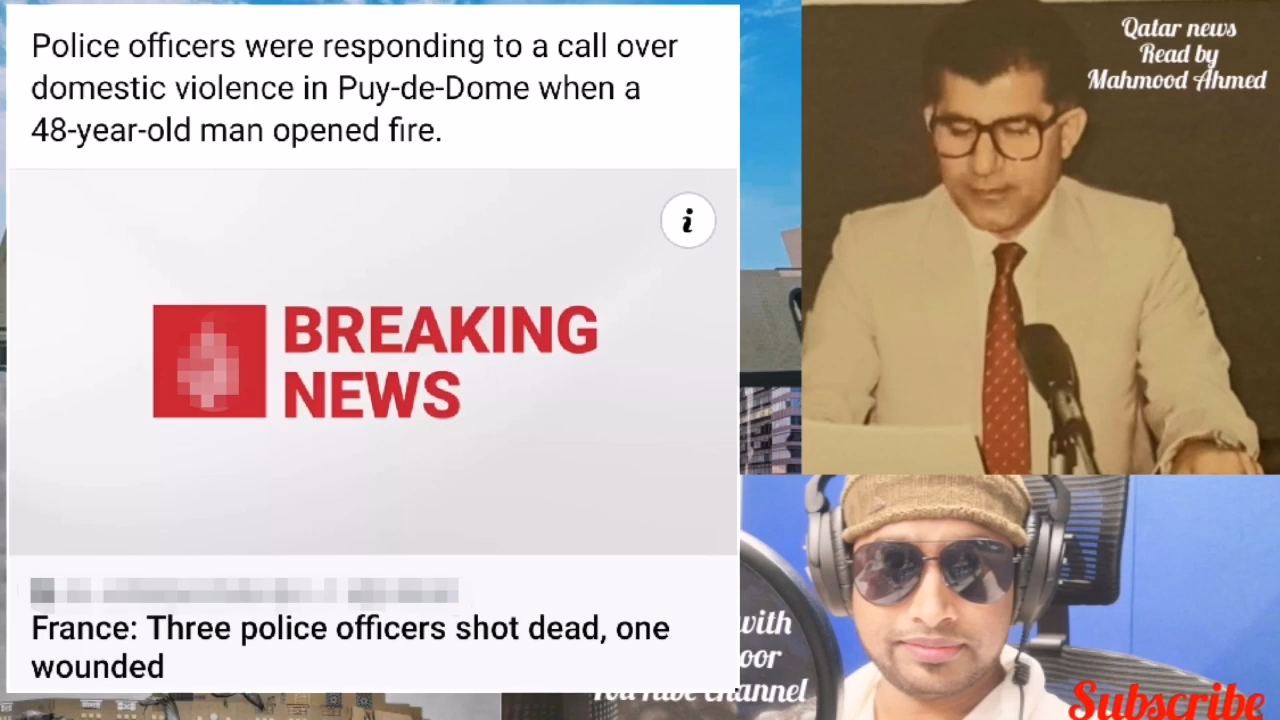 Police officers were responding to a call over
domestic violence in Puy-de-Dome when a
48-year-old man opened fire.
i
BREAKING
NEWS
France: Three police officers shot dead, one
wounded
Qatar news
Read by
Mahmood Ahmed
with
YouTube channel
Subscribe